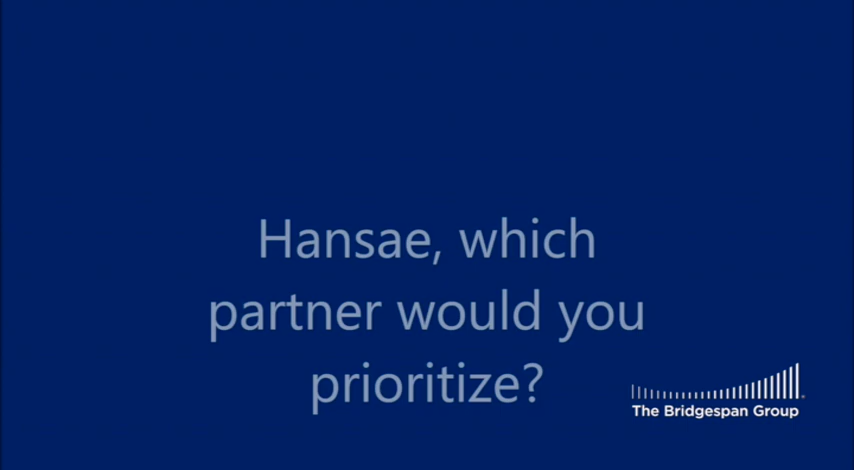 Hansae, which
partner would you
prioritize?
The Bridgespan Group